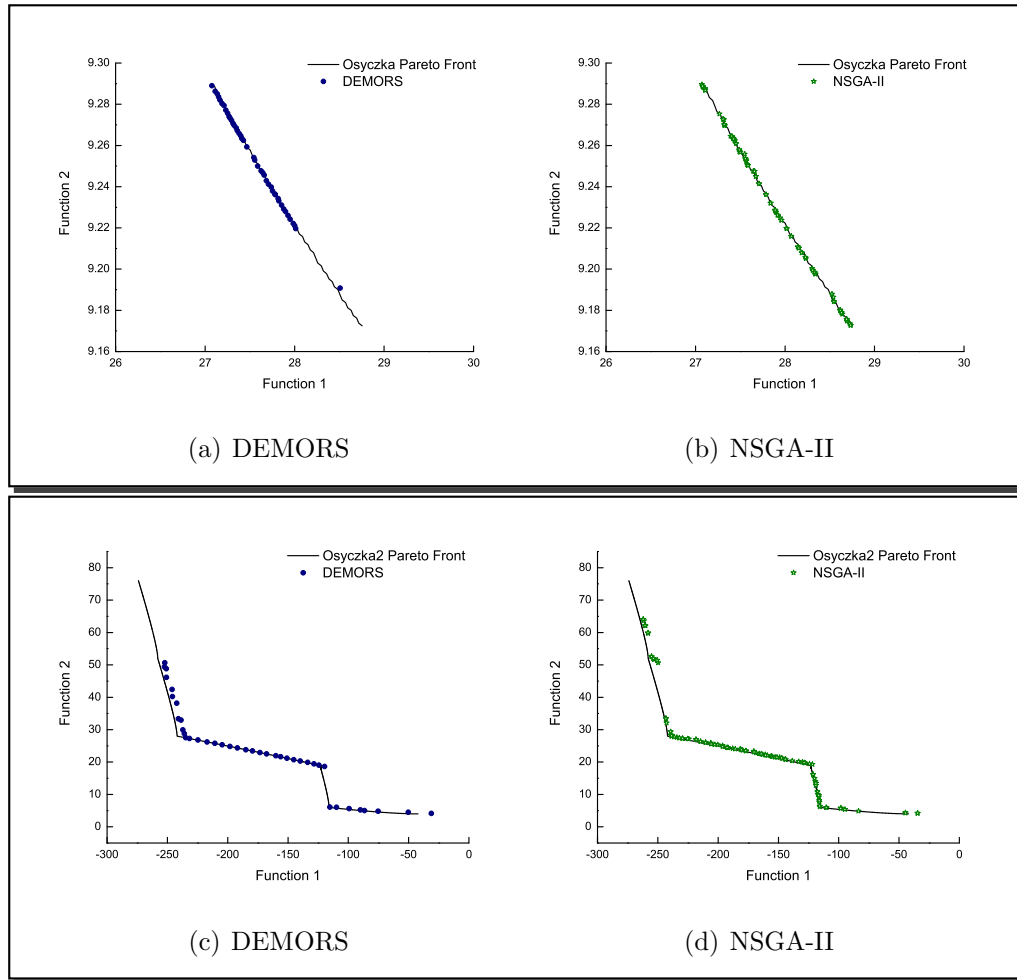 Osyczka Pareto Front
DEMORS
9.30
9.28
9.26
9.24
9.22
9.20
9.18
9.16
Function 2
26
27
28
29
30
Function 1
(a) DEMORS
Osyczka Pareto Front
NSGA-II
9.30
9.28
9.26
9.24
9.22
9.20
9.18
9.16
Function 2
26
27
28
29
30
Function 1
(b) NSGA-II
Osyczka2 Pareto Front
DEMORS
80
70
60
50
40
30
20
10
0
Function 2
-300
-250
-200
-150
-100
-50
0
Function 1
(c) DEMORS
Osyczka2 Pareto Front
NSGA-II
80
70
60
50
40
30
20
10
0
Function 2
-300
-250
-200
-150
-100
-50
0
Function 1
(d) NSGA-II